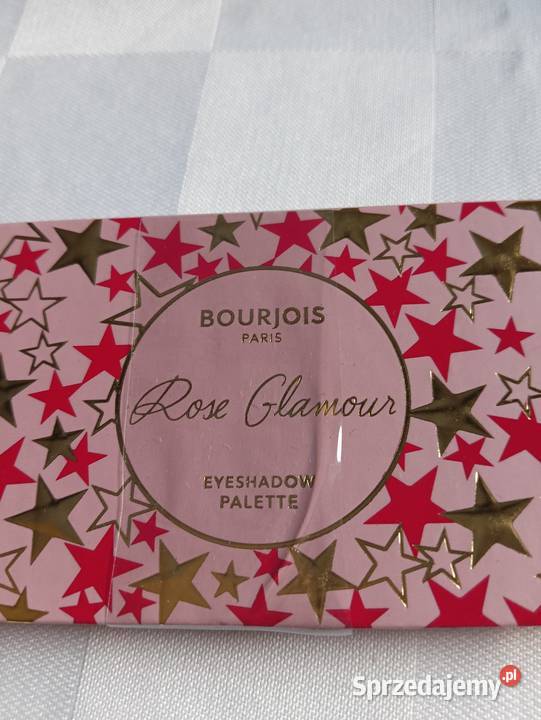 BOURJOIS
PARIS
Rose Glamour
EYESHADOW
PALETTE
Sprzedajemy.pl